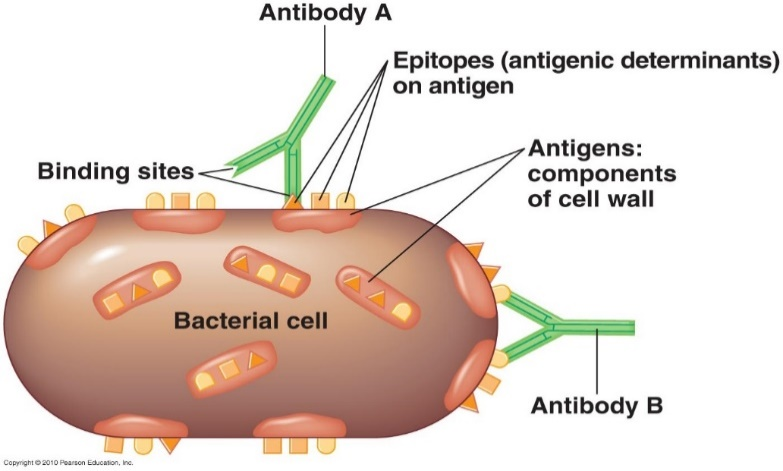 Antibody A
Epitopes (antigenic determinants)
on antigen
Binding sites
Antigens:
components
of cell wall
Bacterial cell
Antibody B
Copyright © 2010 Pearson Education, Inc.